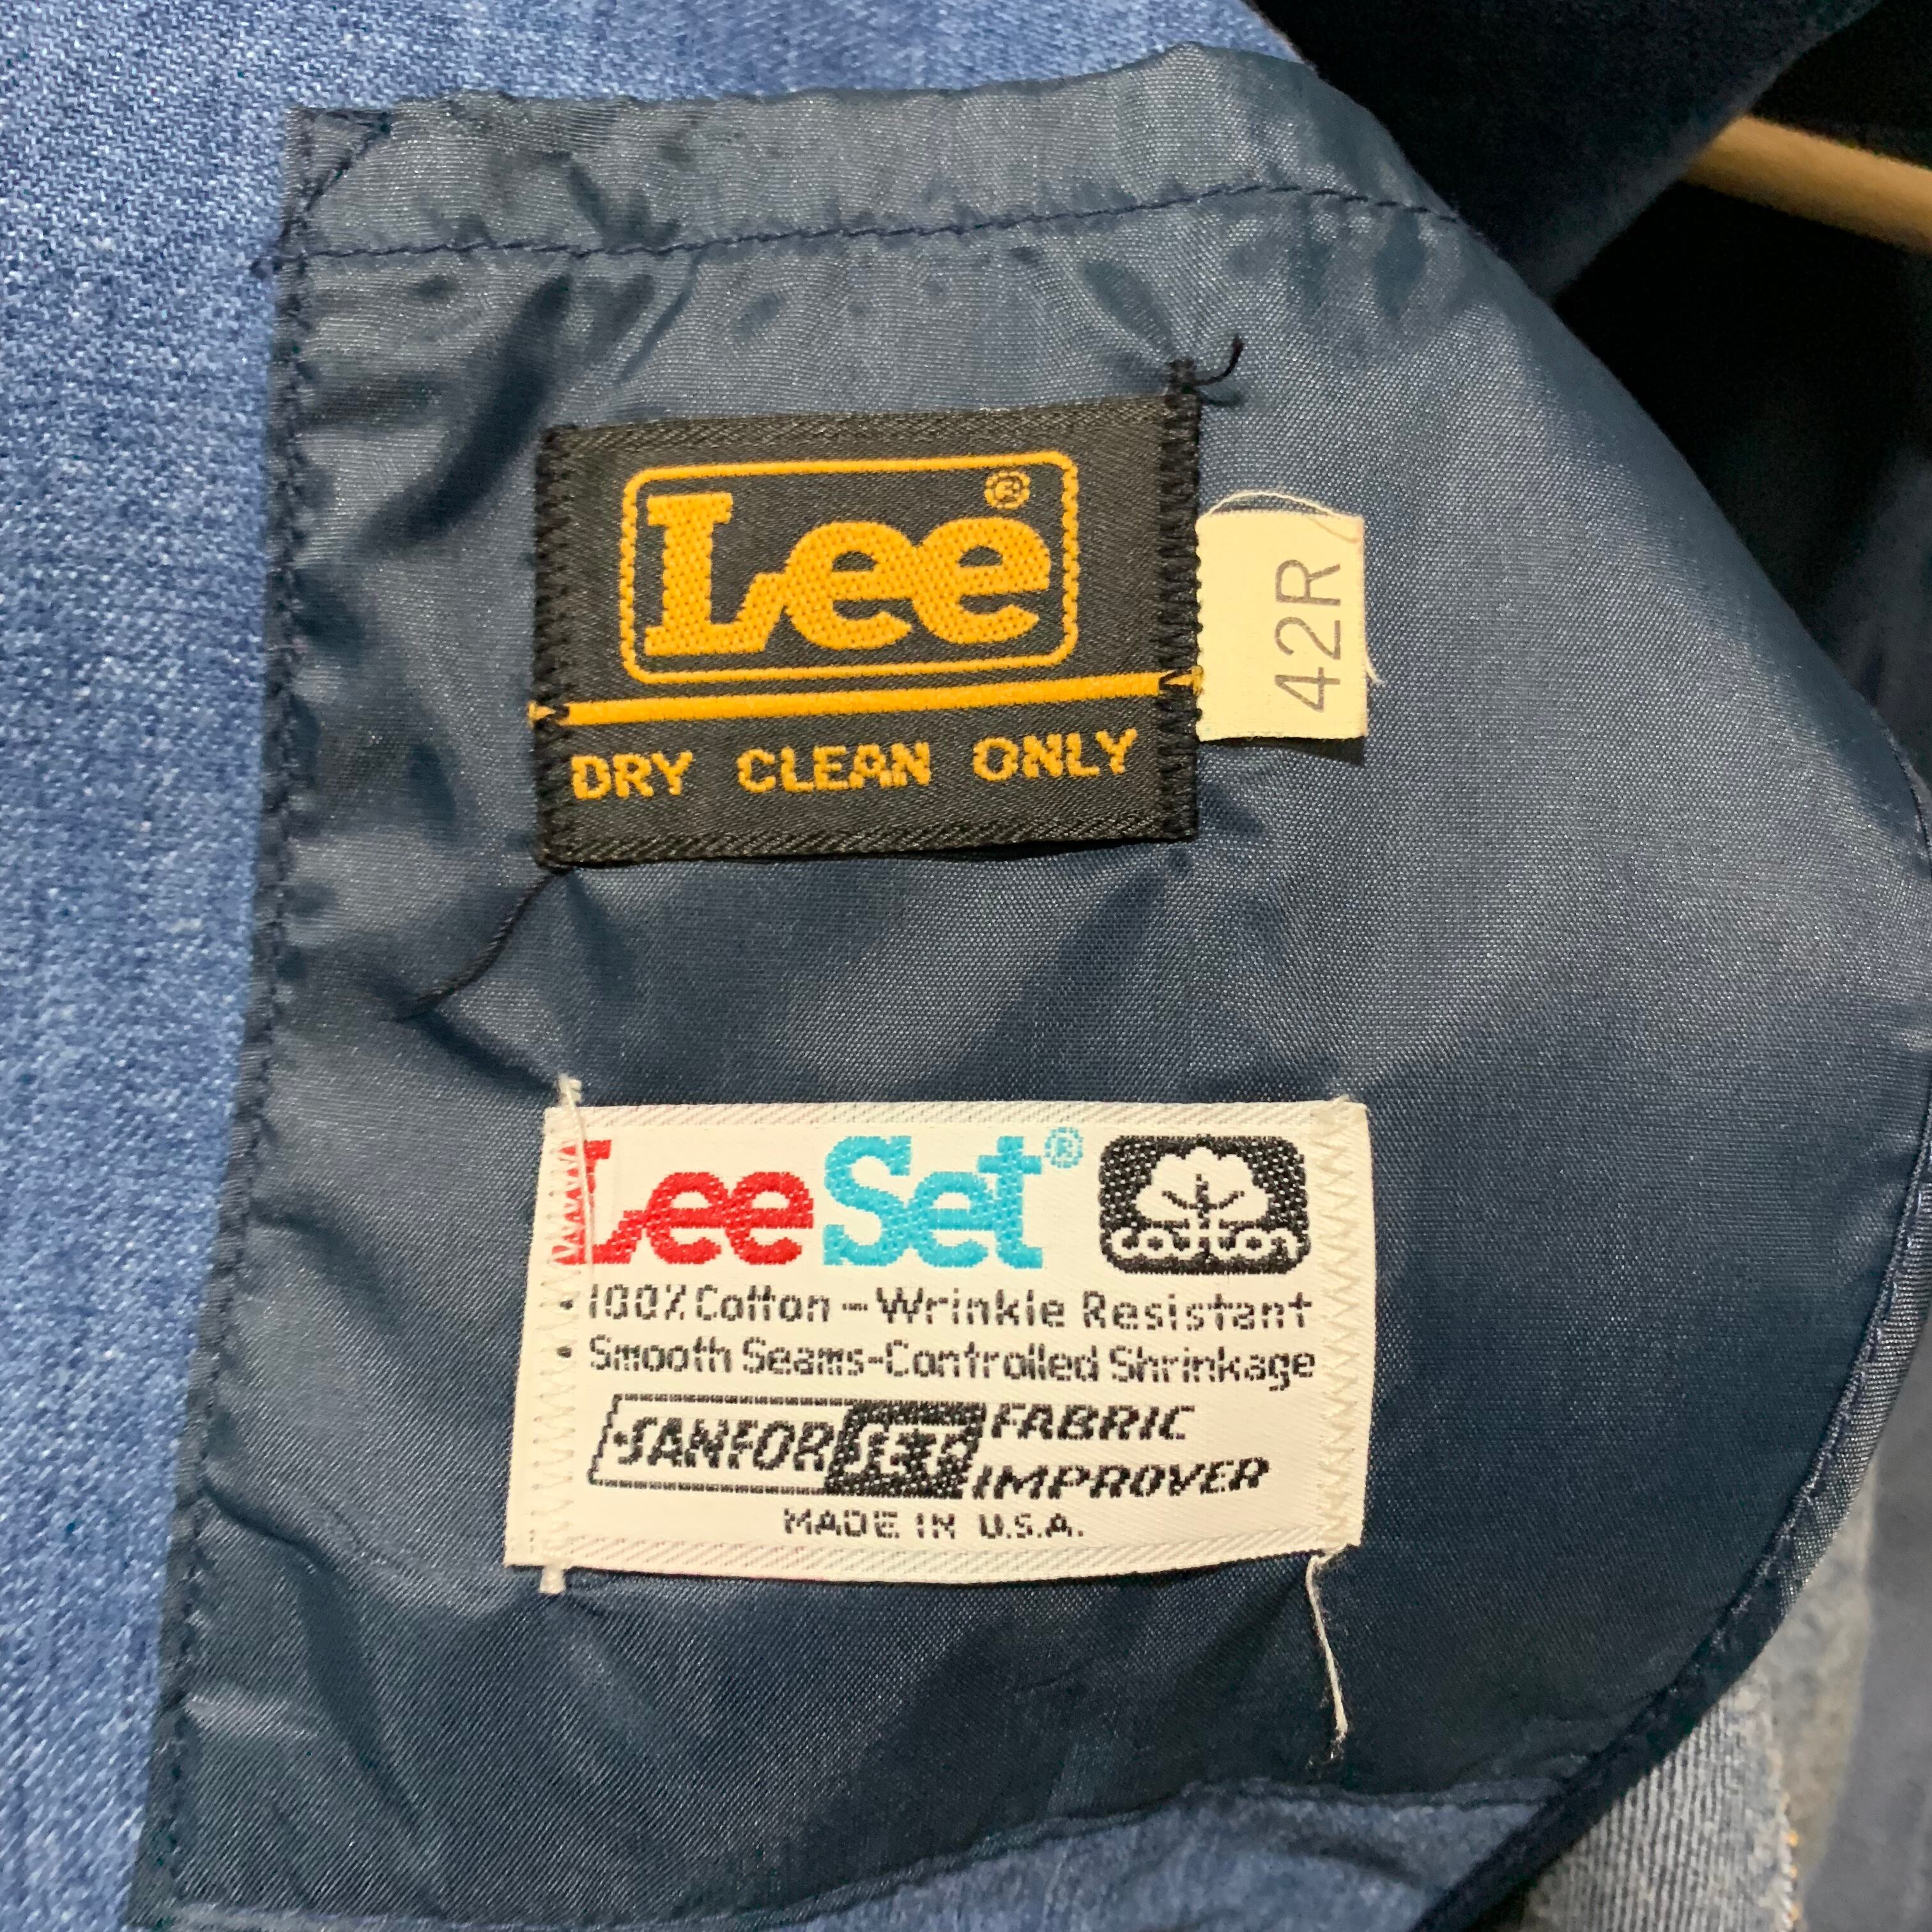 Lee®
DRY CLEAN ONLY
42R
LeeSet®
cotton
100% Cotton - Wrinkle Resistant
Smooth Seams-Controlled Shrinkage
FABRIC
IMPROVER
MADE IN U.S.A.